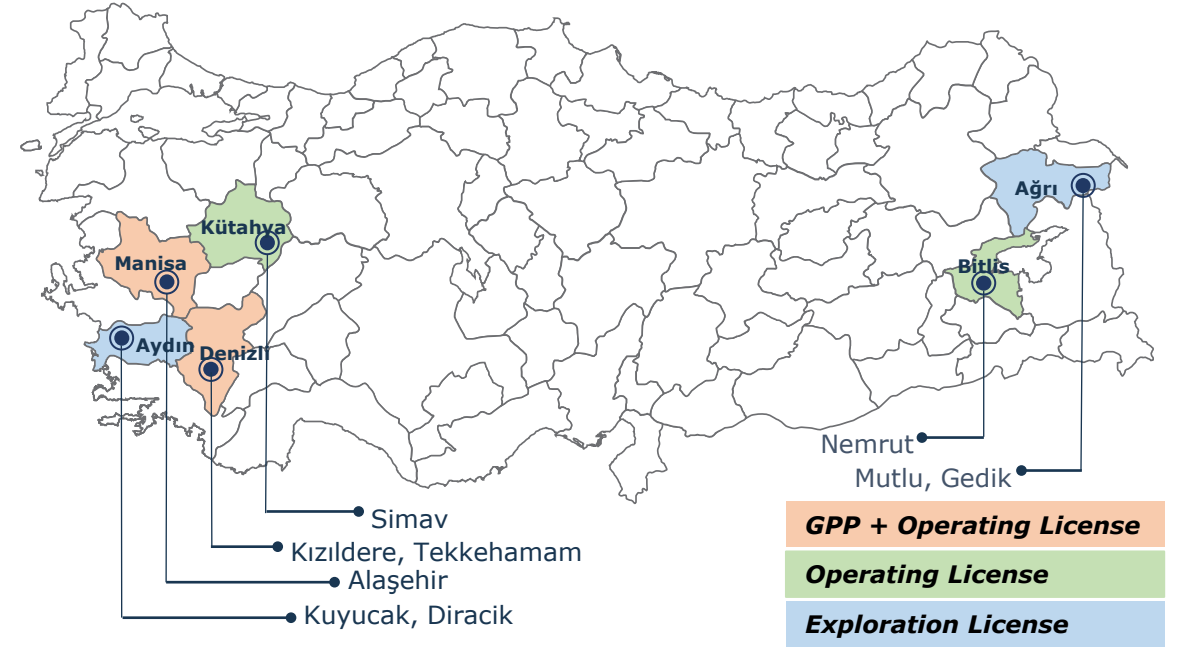 Ağrı
Kütahya
Manisa
Bitlis
Aydın
Denizli
Nemrut
Mutlu, Gedik
Simav
Kızıldere, Tekkehamam
Alaşehir
Kuyucak, Diracik
GPP + Operating License
Operating License
Exploration License